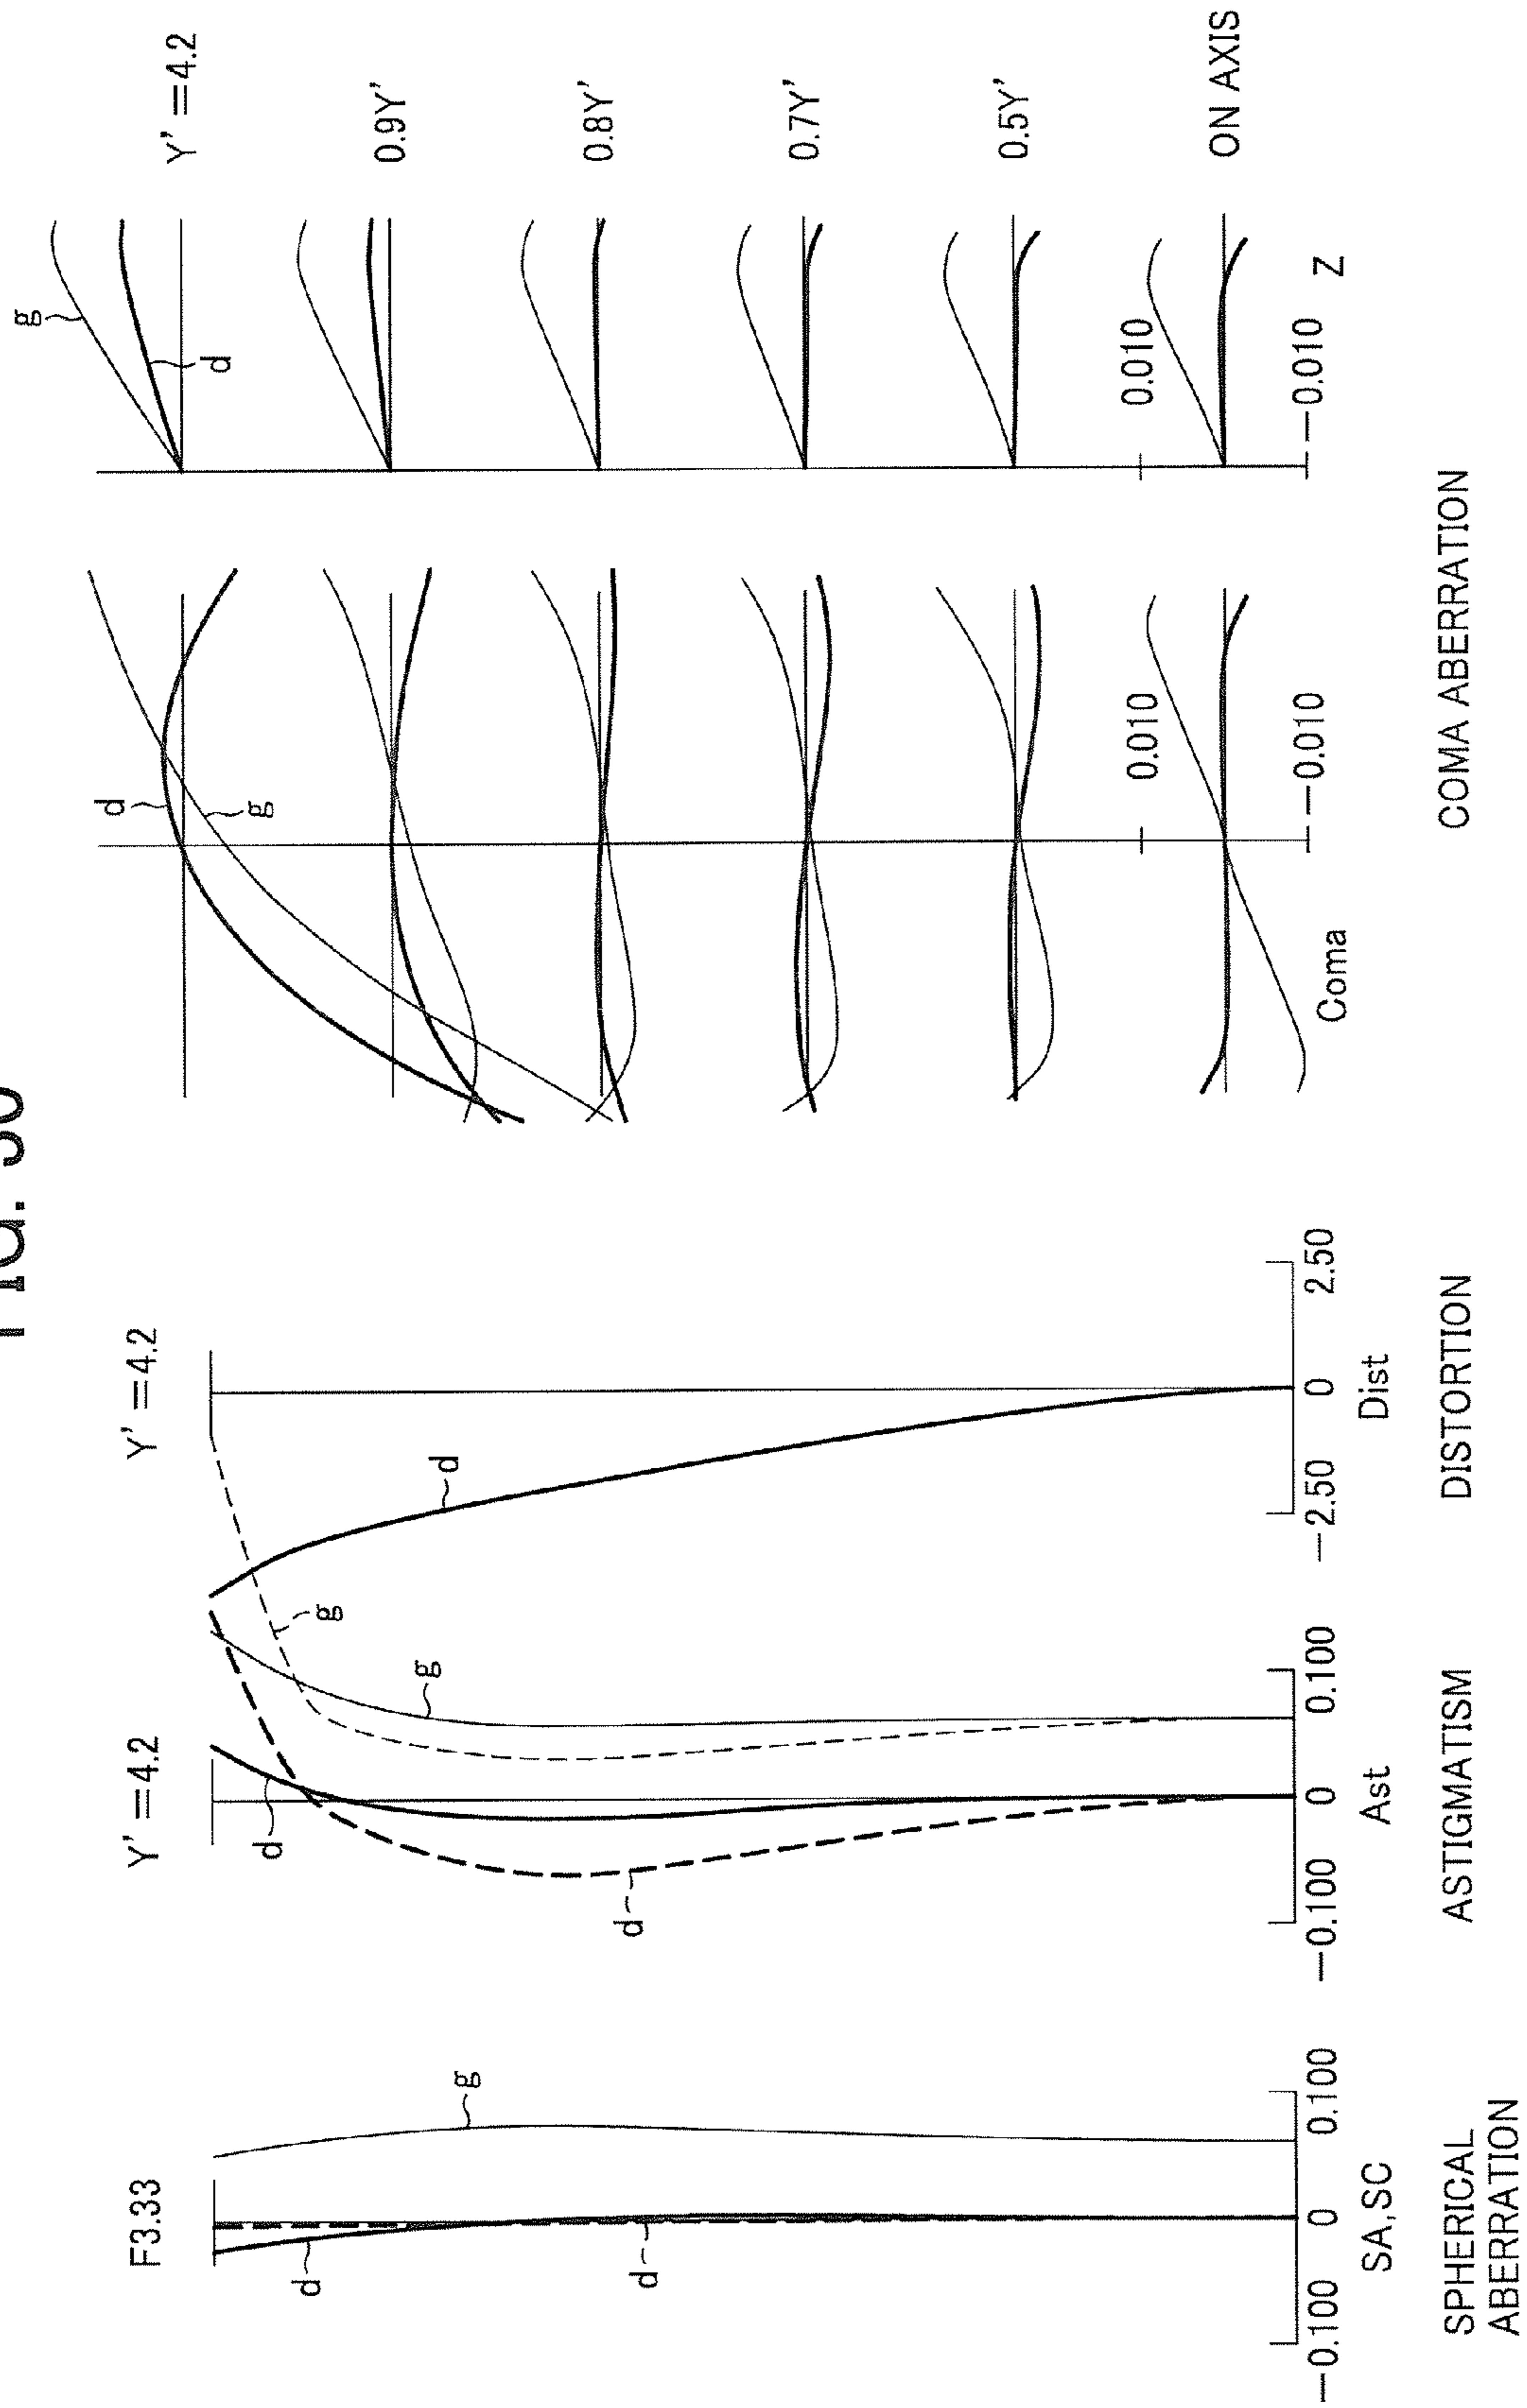 F3.33
g
d
d
−0.100
0
0.100
SA,SC
SPHERICAL
ABERRATION
Y' =4.2
d
g
g
d
−0.100
0
0.100
Ast
ASTIGMATISM
Y' =4.2
d
−2.50
0
2.50
Dist
DISTORTION
d
g
0.010
−0.010
Coma
g
d
0.010
−0.010
Z
Y' =4.2
0.9Y'
0.8Y'
0.7Y'
0.5Y'
ON AXIS
COMA ABERRATION